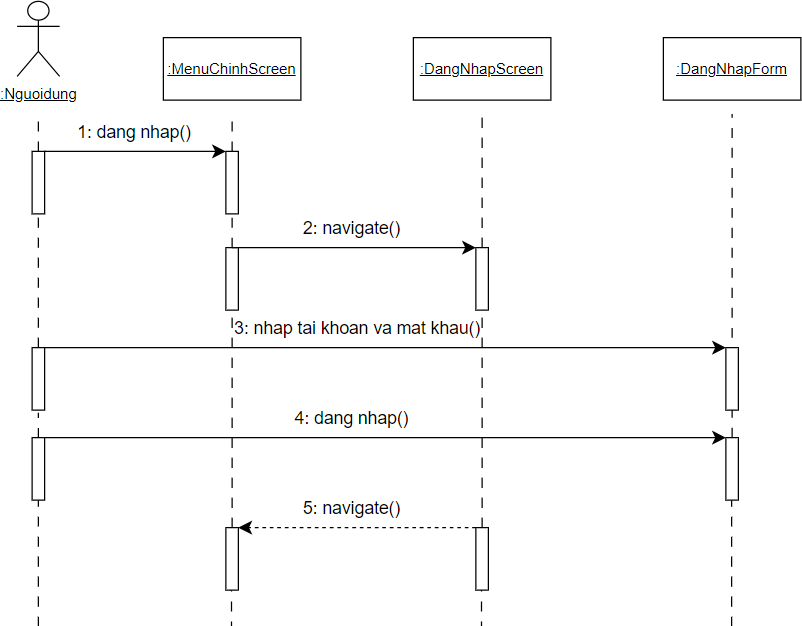 :Nguoidung
:MenuChinhScreen
:DangNhapScreen
:DangNhapForm
1: dang nhap()
2: navigate()
3: nhap tai khoan va mat khau()
4: dang nhap()
5: navigate()